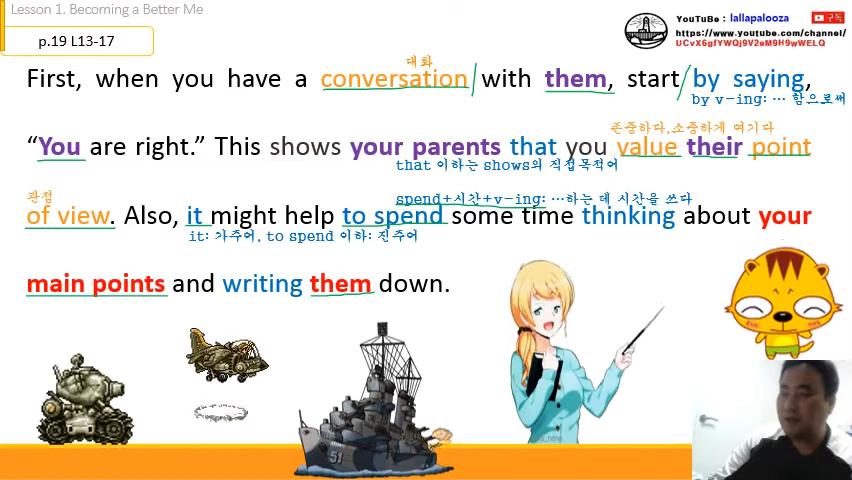 Lesson 1. Becoming a Better Me
p.19 L13-17
YouTuBe : lallapalooza
구독
https://www.youtube.com/channel/
UCvX6gfYWQj9V2eM9H9wWELQ
대화
First, when you have a conversation with them, start by saying,
by v-ing: … 함으로써
존중하다,소중하게 여기다
“You are right.” This shows your parents that you value their point
that 이하는 shows의 직접목적어
관점
spend+시간+v-ing: …하는 데 시간을 쓰다
of view. Also, it might help to spend some time thinking about your
it: 가주어, to spend 이하: 진주어
main points and writing them down.
51